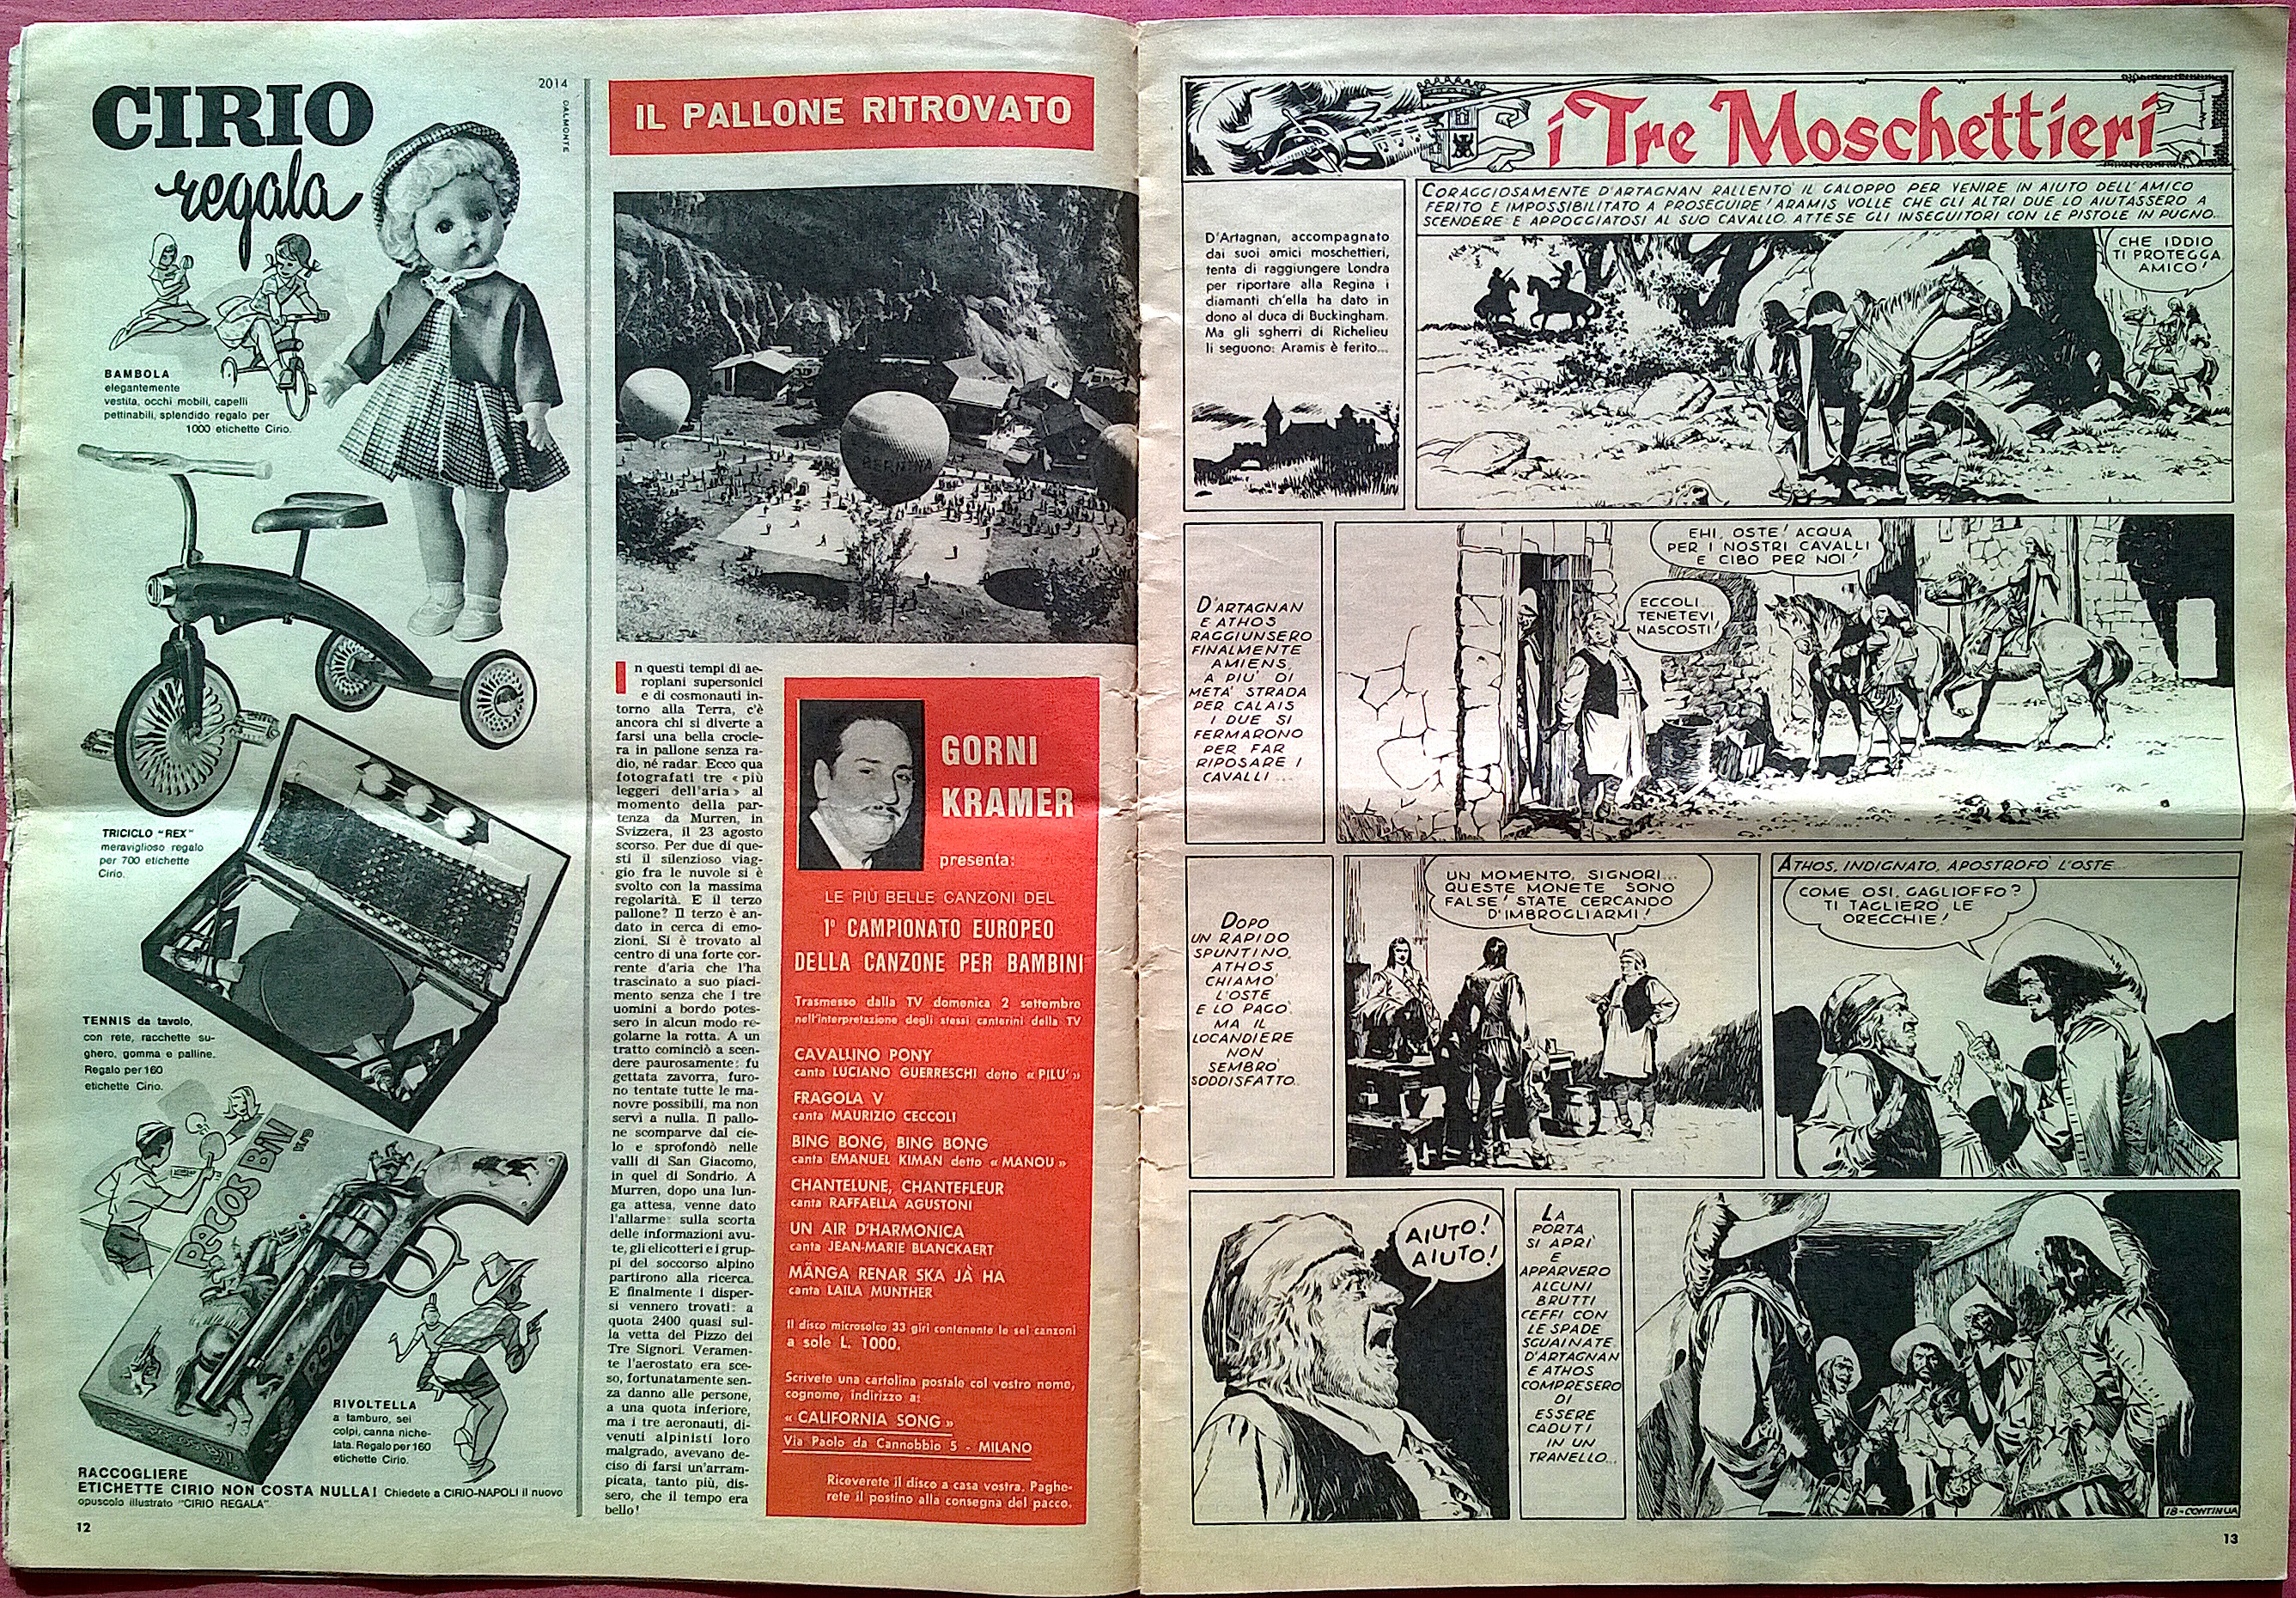 CIRIO
regala
2014
DALMONTE
BAMBOLA
elegantemente
vestita, occhi mobili, capelli
pettinabili, splendido regalo per
1000 etichette Cirio.
TRICICLO "REX"
meraviglioso regalo
per 700 etichette
Cirio.
TENNIS da tavolo,
con rete, racchette su-
ghero, gomma e palline.
Regalo per 160
etichette Cirio.
PECOS BILL
RIVOLTELLA
a tamburo, sei
colpi, canna niche-
lata. Regalo per 160
etichette Cirio.
RACCOGLIERE
ETICHETTE CIRIO NON COSTA NULLA! Chiedete a CIRIO-NAPOLI il nuovo
opuscolo illustrato "CIRIO REGALA".
12
IL PALLONE RITROVATO
BERNINA
In questi tempi di ae-
roplani supersonici
e di cosmonauti in-
torno alla Terra, c'è
ancora chi si diverte a
farsi una bella crocie-
ra in pallone senza ra-
dio, né radar. Ecco qua
fotografati tre «più
leggeri dell'aria» al
momento della par-
tenza da Murren, in
Svizzera, il 23 agosto
scorso. Per due di que-
sti il silenzioso viag-
gio fra le nuvole si è
svolto con la massima
regolarità. E il terzo
pallone? Il terzo è an-
dato in cerca di emo-
zioni. Si è trovato al
centro di una forte cor-
rente d'aria che l'ha
trascinato a suo piaci-
mento senza che i tre
uomini a bordo potes-
sero in alcun modo re-
golarne la rotta. A un
tratto cominciò a scen-
dere paurosamente: fu
gettata zavorra, furo-
no tentate tutte le ma-
novre possibili, ma non
servì a nulla. Il pallo-
ne scomparve dal cie-
lo e sprofondò nelle
valli di San Giacomo,
in quel di Sondrio. A
Murren, dopo una lun-
ga attesa, venne dato
l'allarme: sulla scorta
delle informazioni avu-
te, gli elicotteri e i grup-
pi del soccorso alpino
partirono alla ricerca.
E finalmente i disper-
si vennero trovati: a
quota 2400 quasi sul-
la vetta del Pizzo dei
Tre Signori. Veramen-
te l'aerostato era sce-
so, fortunatamente sen-
za danno alle persone,
a una quota inferiore,
ma i tre aeronauti, di-
venuti alpinisti loro
malgrado, avevano de-
ciso di farsi un'arram-
picata, tanto più, dis-
sero, che il tempo era
bello!
GORNI
KRAMER
presenta:
LE PIÙ BELLE CANZONI DEL
1° CAMPIONATO EUROPEO
DELLA CANZONE PER BAMBINI
Trasmesso dalla TV domenica 2 settembre
nell'interpretazione degli stessi canterini della TV
CAVALLINO PONY
canta LUCIANO GUERRESCHI detto «PILU'»
FRAGOLA V
canta MAURIZIO CECCOLI
BING BONG, BING BONG
canta EMANUEL KIMAN detto «MANOU»
CHANTELUNE, CHANTEFLEUR
canta RAFFAELLA AGUSTONI
UN AIR D'HARMONICA
canta JEAN-MARIE BLANCKAERT
MÄNGA RENAR SKA JÀ HA
canta LAILA MUNTHER
Il disco microsolco 33 giri contenente le sei canzoni
a sole L. 1000.
Scrivete una cartolina postale col vostro nome,
cognome, indirizzo a:
«CALIFORNIA SONG»
Via Paolo da Cannobbio 5 - MILANO
Riceverete il disco a casa vostra. Paghe-
rete il postino alla consegna del pacco.
i Tre Moschettieri
D'Artagnan, accompagnato
dai suoi amici moschettieri,
tenta di raggiungere Londra
per riportare alla Regina i
diamanti ch'ella ha dato in
dono al duca di Buckingham.
Ma gli sgherri di Richelieu
li seguono: Aramis è ferito...
CORAGGIOSAMENTE D'ARTAGNAN RALLENTÒ IL GALOPPO PER VENIRE IN AIUTO DELL'AMICO
FERITO E IMPOSSIBILITATO A PROSEGUIRE! ARAMIS VOLLE CHE GLI ALTRI DUE LO AIUTASSERO A
SCENDERE E APPOGGIATOSI AL SUO CAVALLO, ATTESE GLI INSEGUITORI CON LE PISTOLE IN PUGNO.
CHE IDDIO
TI PROTEGGA,
AMICO!
D'ARTAGNAN
E ATHOS
RAGGIUNSERO
FINALMENTE
AMIENS,
A PIU' DI
META' STRADA
PER CALAIS
I DUE SI
FERMARONO
PER FAR
RIPOSARE I
CAVALLI...
EHI, OSTE! ACQUA
PER I NOSTRI CAVALLI
E CIBO PER NOI!
ECCOLI.
TENETEVI
NASCOSTI!
DOPO
UN RAPIDO
SPUNTINO,
ATHOS
CHIAMO'
L'OSTE
E LO PAGO'.
MA IL
LOCANDIERE
NON
SEMBRO'
SODDISFATTO.
UN MOMENTO, SIGNORI...
QUESTE MONETE SONO
FALSE! STATE CERCANDO
D'IMBROGLIARMI!
ATHOS, INDIGNATO, APOSTROFO' L'OSTE...
COME OSI, GAGLIOFFO?
TI TAGLIERÒ LE
ORECCHIE!
AIUTO!
AIUTO!
LA
PORTA
SI APRI'
E
APPARVERO
ALCUNI
BRUTTI
CEFFI CON
LE SPADE
SGUAINATE.
D'ARTAGNAN
E ATHOS
COMPRESERO
DI
ESSERE
CADUTI
IN UN
TRANELLO...
18-CONTINUA
13